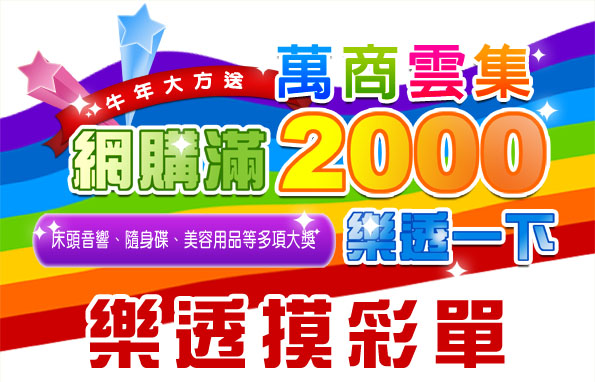 牛年大方送
萬商雲集
網購滿2000
床頭音響、隨身碟、美容用品等多項大獎
樂透一下
樂透摸彩單